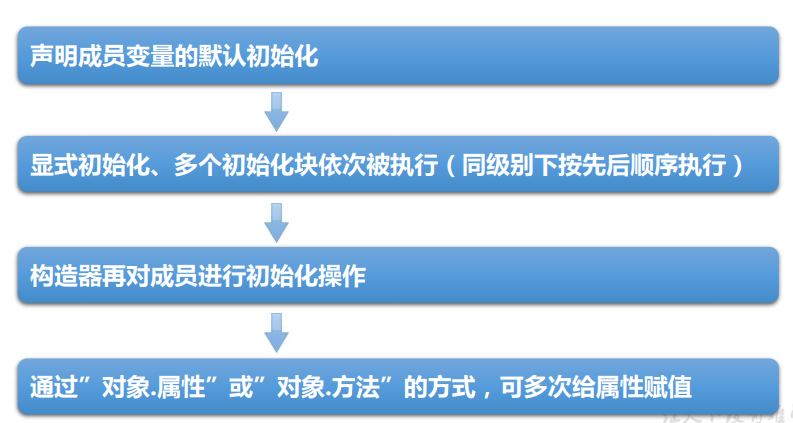 声明成员变量的默认初始化
显式初始化、多个初始化块依次被执行（同级别下按先后顺序执行）
构造器再对成员进行初始化操作
通过”对象.属性”或”对象.方法”的方式，可多次给属性赋值